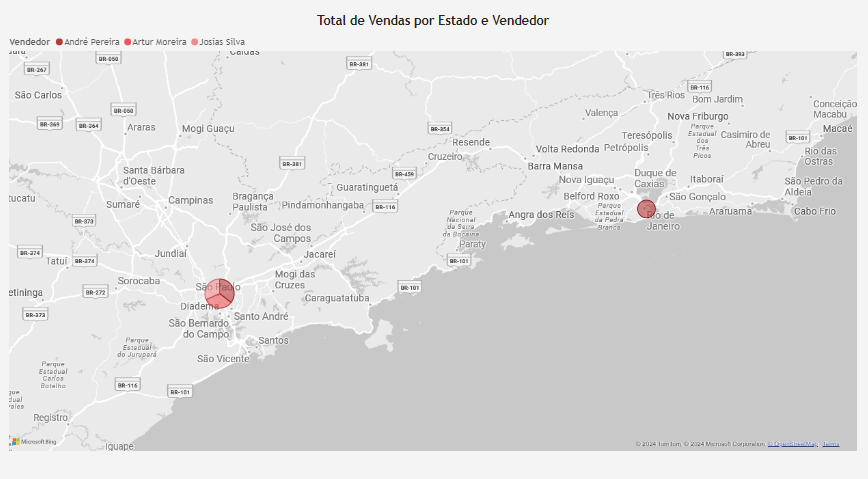 Total de Vendas por Estado e Vendedor
Vendedor André Pereira Artur Moreira Josías Silva
BR-050
Caldas
BR-381
BR-393
BR-267
São Carlos
BR-116
Três Rios
Bom Jardim
Conceição
Macabu
BR-050
Valença
Nova Friburgo
BR-369
BR-264
Araras
Mogi Guaçu
BR-354
Teresópolis
Parque
Estadual
dos
Três
Picos
Casimiro de
Abreu
BR-101
Macaé
Resende
Volta Redonda
Petrópolis
Rio das
Ostras
Cruzeiro
BR-381
Barra Mansa
Santa Bárbara
d'Oeste
BR-459
Duque de
Caxias
Itaboraí
Nova Iguaçu
São Pedro da
Aldeia
Guaratinguetá
tucatu
Sumaré
Campinas
Bragança
Paulista
Pindamonhangaba
BR-116
Belford Roxo
São Gonçalo
Parque
Nacional
da Serra
da Bocaina
Angra dos Reis
Parque
Estadual
da Pedra
Branca
Rio de
Janeiro
Araruama
Cabo Frio
BR-373
São José dos
Campos
Paraty
BR-374
Tatuí
BR-374
Jundiaí
Jacareí
BR-101
Mogi das
Cruzes
Sorocaba
São Paulo
BR-101
etininga
BR-272
Caraguatatuba
Diadema
BR-373
Santo André
São Bernardo
do Campo
Santos
Parque
Estadual
do Jurupará
São Vicente
Parque
Estadual
Carlos
Botelho
BR-116
BR-101
Registro
Iguape
Microsoft Bing
© 2024 TomTom, © 2024 Microsoft Corporation, © OpenStreetMap Terms